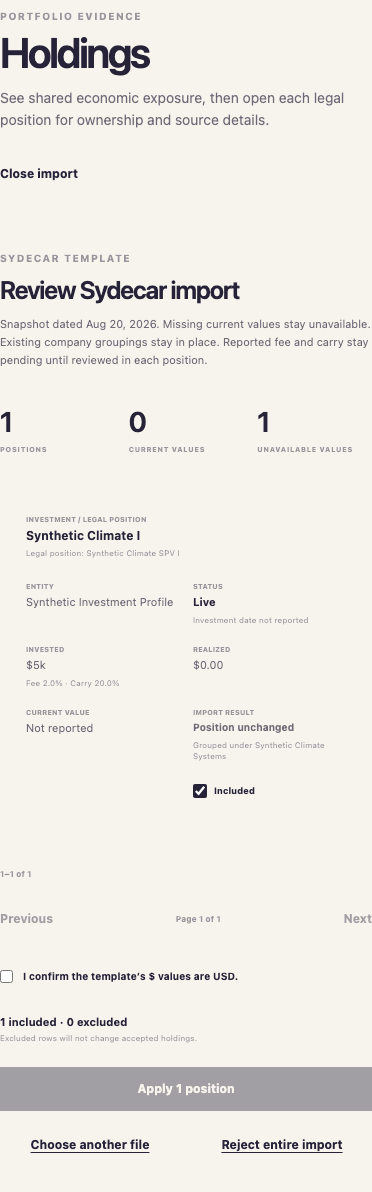 PORTFOLIO EVIDENCE
Holdings
See shared economic exposure, then open each legal
position for ownership and source details.
Close import
SYDECAR TEMPLATE
Review Sydecar import
Snapshot dated Aug 20, 2026. Missing current values stay unavailable.
Existing company groupings stay in place. Reported fee and carry stay
pending until reviewed in each position.
1
POSITIONS
0
CURRENT VALUES
1
UNAVAILABLE VALUES
INVESTMENT / LEGAL POSITION
Synthetic Climate I
Legal position: Synthetic Climate SPV I
ENTITY
Synthetic Investment Profile
STATUS
Live
Investment date not reported
INVESTED
$5k
Fee 2.0% · Carry 20.0%
REALIZED
$0.00
CURRENT VALUE
Not reported
IMPORT RESULT
Position unchanged
Grouped under Synthetic Climate
Systems
Included
1–1 of 1
Previous
Page 1 of 1
Next
I confirm the template’s $ values are USD.
1 included · 0 excluded
Excluded rows will not change accepted holdings.
Apply 1 position
Choose another file
Reject entire import